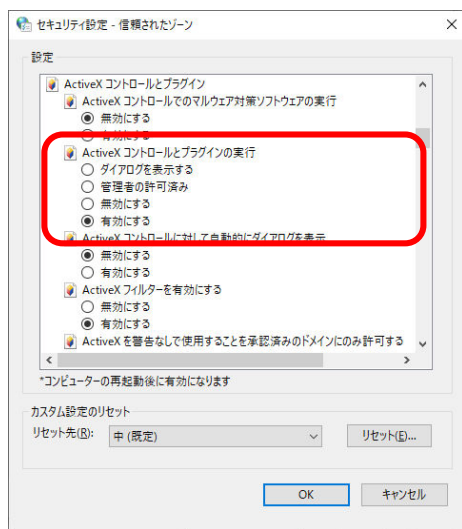 セキュリティ設定 - 信頼されたゾーン
設定
ActiveX コントロールとプラグイン
ActiveX コントロールでのマルウェア対策ソフトウェアの実行
無効にする
有効にする
ActiveX コントロールとプラグインの実行
ダイアログを表示する
管理者の許可済み
無効にする
有効にする
ActiveX コントロールに対して自動的にダイアログを表示
無効にする
有効にする
ActiveX フィルターを有効にする
無効にする
有効にする
ActiveX を警告なしで使用することを承認済みのドメインにのみ許可する
*コンピューターの再起動後に有効になります
カスタム設定のリセット
リセット先(R): 中 (既定) リセット(E)...
OK キャンセル